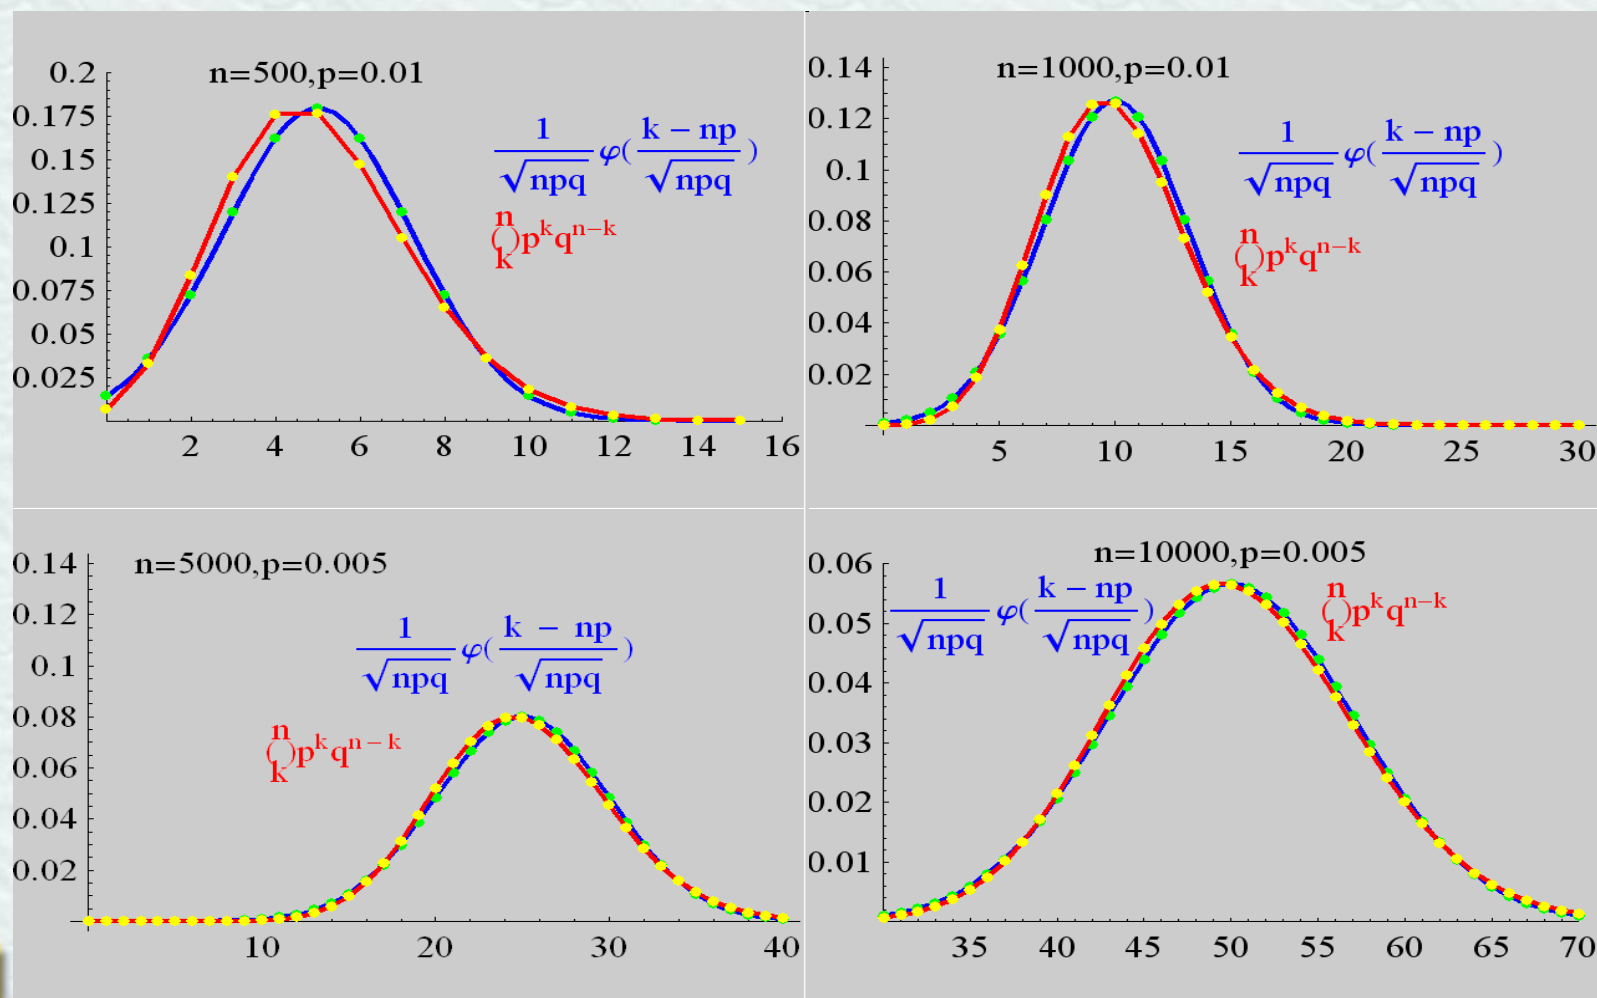 n=500,p=0.01
0.2
0.175
0.15
0.125
0.1
0.075
0.05
0.025
2 4 6 8 10 12 14 16
1/√npq φ(k − np/√npq)
(n k)p^k q^n−k
n=1000,p=0.01
0.14
0.12
0.1
0.08
0.06
0.04
0.02
5 10 15 20 25 30
1/√npq φ(k − np/√npq)
(n k)p^k q^n−k
n=5000,p=0.005
0.14
0.12
0.1
0.08
0.06
0.04
0.02
10 20 30 40
1/√npq φ(k − np/√npq)
(n k)p^k q^n−k
n=10000,p=0.005
0.06
0.05
0.04
0.03
0.02
0.01
35 40 45 50 55 60 65 70
1/√npq φ(k − np/√npq)
(n k)p^k q^n−k